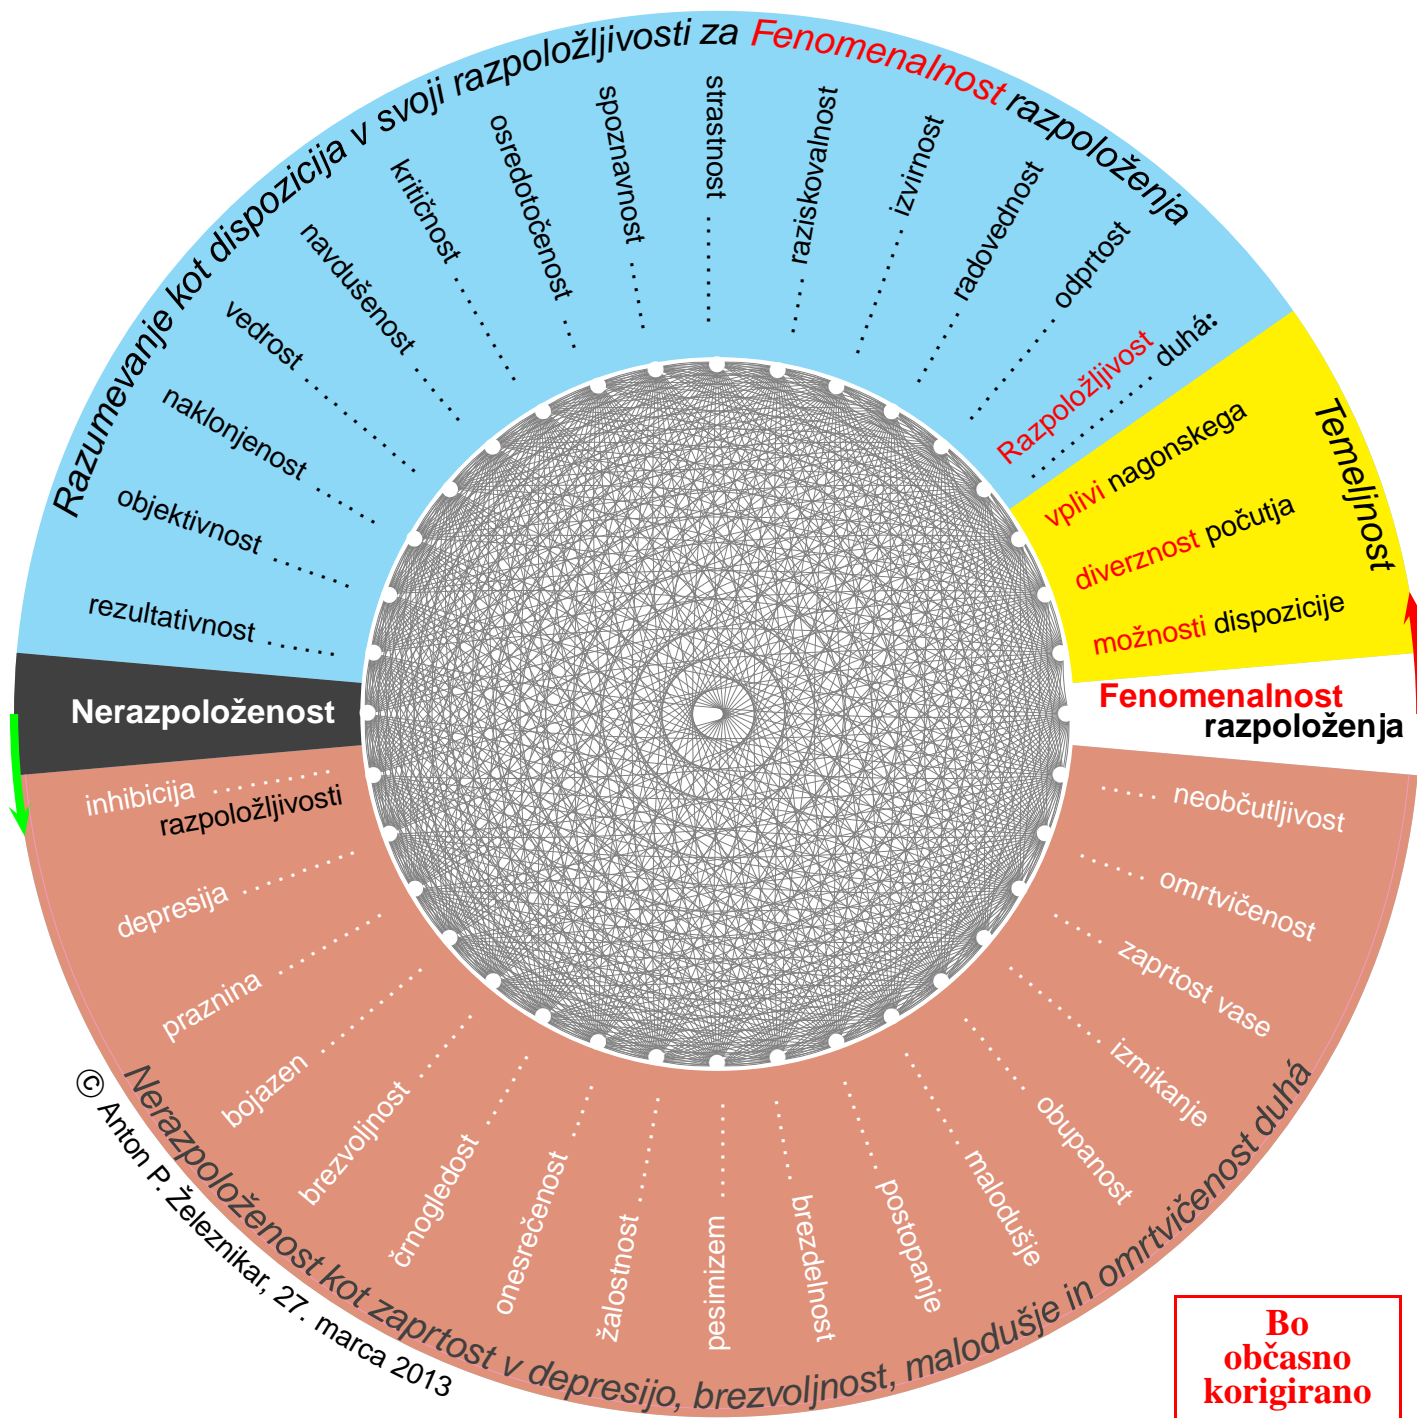 Razumevanje kot dispozicija v svoji razpoložljivosti za Fenomenalnost razpoloženja
Temeljnost
Fenomenalnost
razpoloženja
možnosti dispozicije
diverznost počutja
vplivi nagonskega
Razpoložljivost
.......... duhá:
odprtost
radovednost
izvirnost
raziskovalnost
strastnost
spoznavnost
osredotočenost
kritičnost
navdušenost
vedrost
naklonjenost
objektivnost
rezultativnost
Nerazpoloženost
inhibicija
razpoložljivosti
depresija
praznina
bojazen
brezvoljnost
črnogledost
onesrečenost
žalostnost
pesimizem
brezdelnost
postopanje
malodušje
obupanost
izmikanje
zaprtost vase
omrtvičenost
neobčutljivost
Nerazpoloženost kot zaprtost v depresijo, brezvoljnost, malodušje in omrtvičenost duhá
© Anton P. Železnikar, 27. marca 2013
Bo
občasno
korigirano